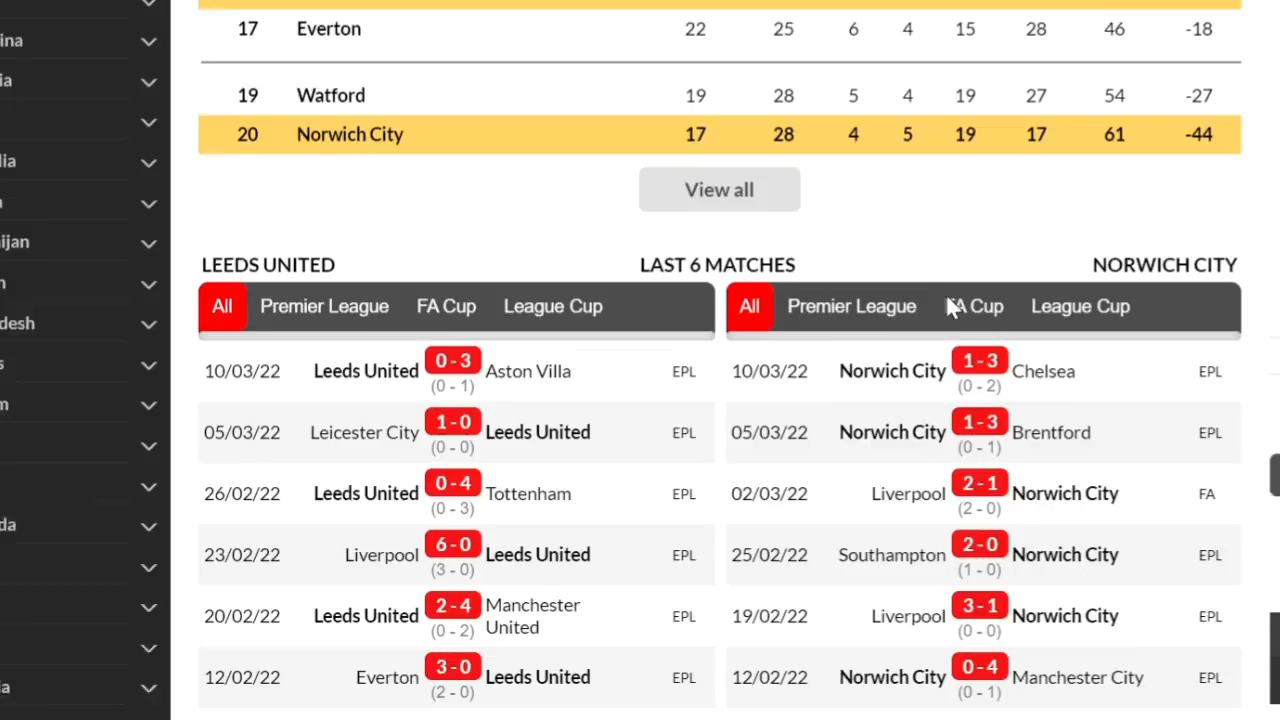 ina
ia
lia
ijan
n
desh
s
m
da
ia
17 Everton 22 25 6 4 15 28 46 -18
19 Watford 19 28 5 4 19 27 54 -27
20 Norwich City 17 28 4 5 19 17 61 -44
View all
LEEDS UNITED LAST 6 MATCHES NORWICH CITY
All Premier League FA Cup League Cup
10/03/22 Leeds United 0 - 3 (0 - 1) Aston Villa EPL
05/03/22 Leicester City 1 - 0 (0 - 0) Leeds United EPL
26/02/22 Leeds United 0 - 4 (0 - 3) Tottenham EPL
23/02/22 Liverpool 6 - 0 (3 - 0) Leeds United EPL
20/02/22 Leeds United 2 - 4 (0 - 2) Manchester United EPL
12/02/22 Everton 3 - 0 (2 - 0) Leeds United EPL
All Premier League FA Cup League Cup
10/03/22 Norwich City 1 - 3 (0 - 2) Chelsea EPL
05/03/22 Norwich City 1 - 3 (0 - 1) Brentford EPL
02/03/22 Liverpool 2 - 1 (2 - 0) Norwich City FA
25/02/22 Southampton 2 - 0 (1 - 0) Norwich City EPL
19/02/22 Liverpool 3 - 1 (0 - 0) Norwich City EPL
12/02/22 Norwich City 0 - 4 (0 - 1) Manchester City EPL